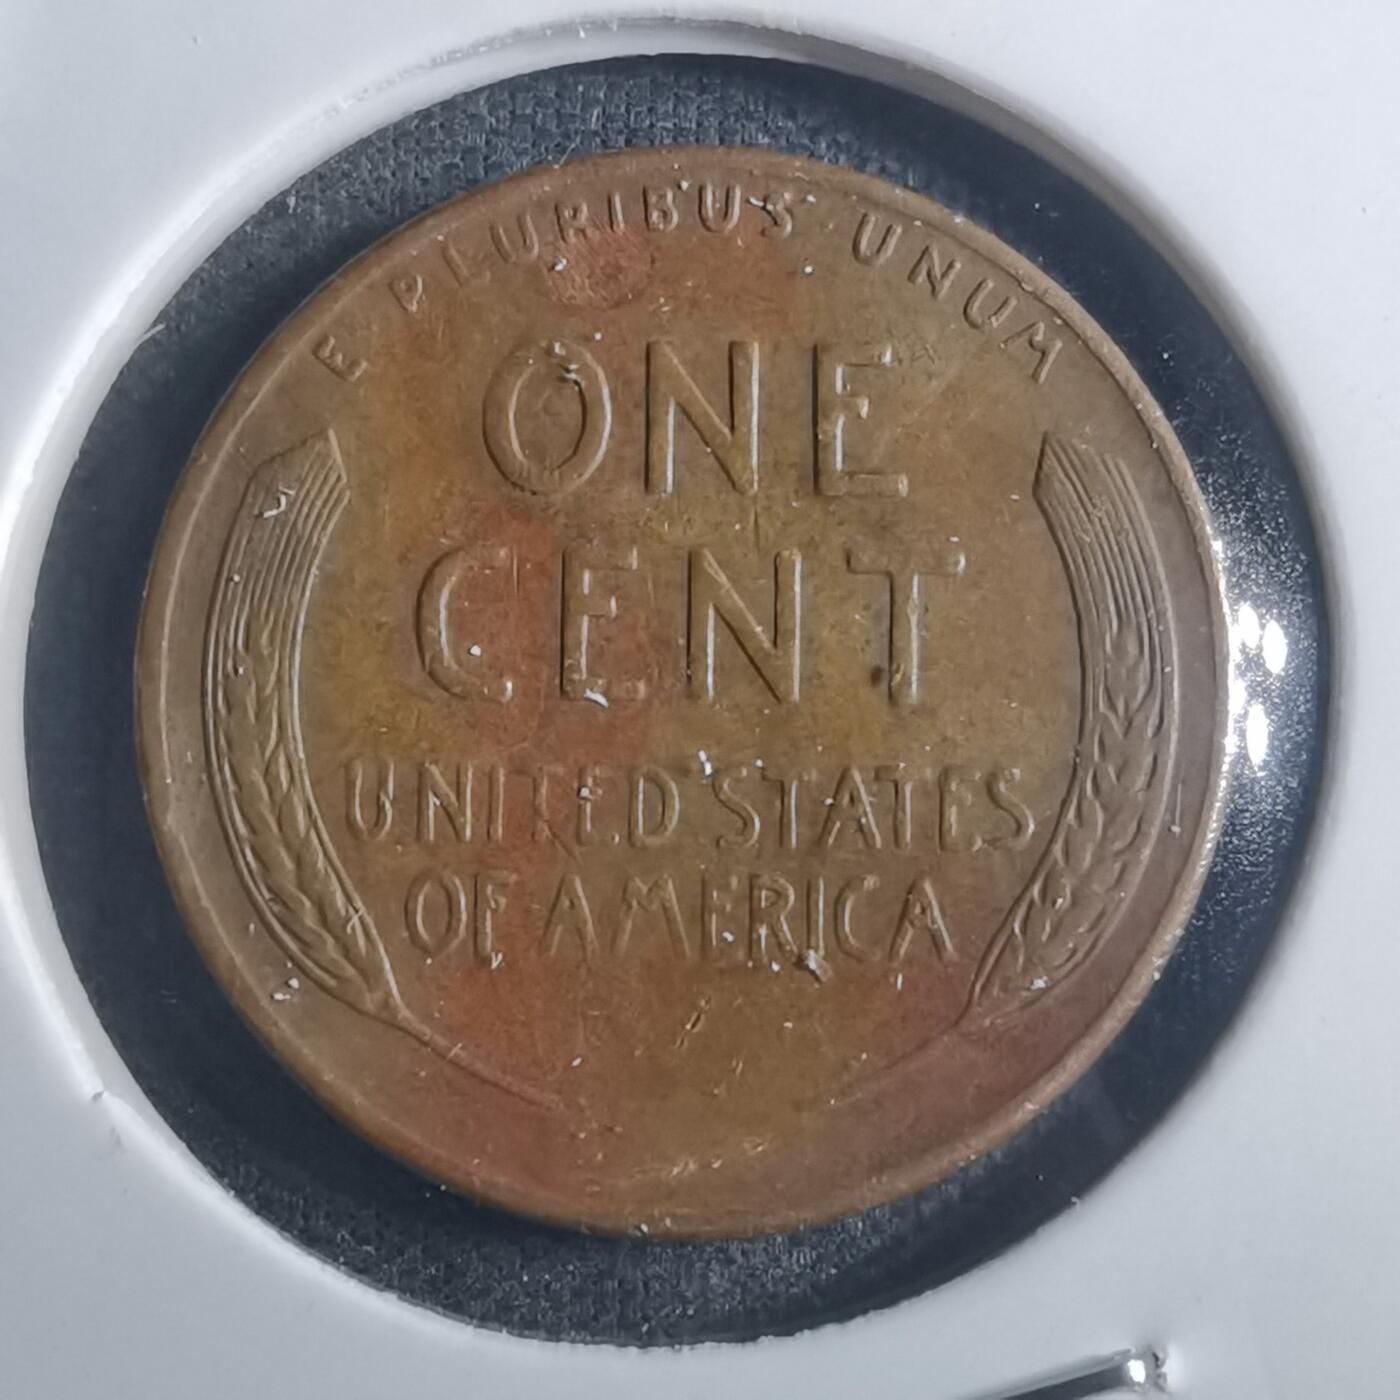 E PLURIBUS UNUM
ONE
CENT
UNITED STATES
OF AMERICA